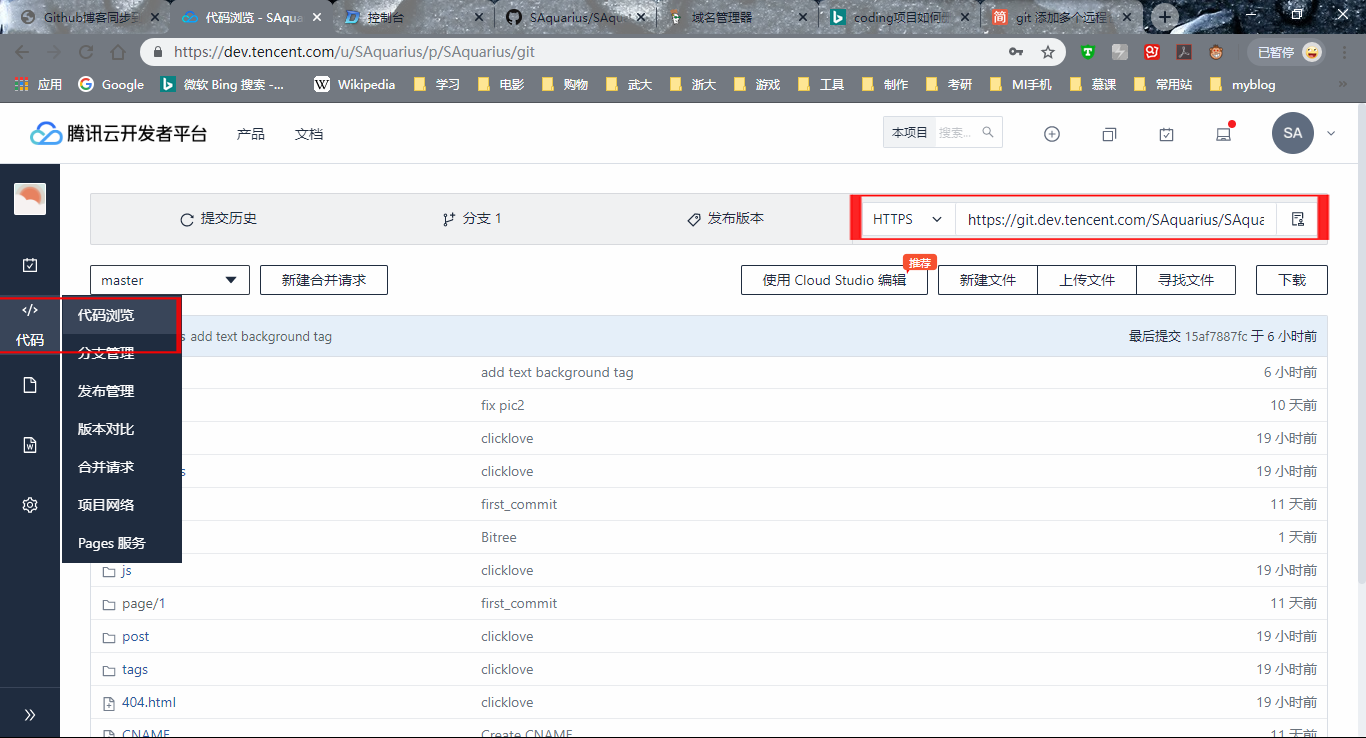 Github博客同步到
代码浏览 - SAqua
控制台
SAquarius/SAqu
域名管理器
coding项目如何
git 添加多个远程
https://dev.tencent.com/u/SAquarius/p/SAquarius/git
已暂停
应用
Google
微软 Bing 搜索 -...
Wikipedia
学习
电影
购物
武大
浙大
游戏
工具
制作
考研
MI手机
慕课
常用站
myblog
腾讯云开发者平台
产品
文档
本项目
搜索...
SA
提交历史
分支 1
发布版本
HTTPS
https://git.dev.tencent.com/SAquarius/SAqua
推荐
master
新建合并请求
使用 Cloud Studio 编辑
新建文件
上传文件
寻找文件
下载
代码
代码浏览
分支管理
发布管理
版本对比
合并请求
项目网络
Pages 服务
s add text background tag
最后提交 15af7887fc 于 6 小时前
add text background tag
6 小时前
fix pic2
10 天前
clicklove
19 小时前
s
clicklove
19 小时前
first_commit
11 天前
Bitree
1 天前
js
clicklove
19 小时前
page/1
first_commit
11 天前
post
clicklove
19 小时前
tags
clicklove
19 小时前
404.html
clicklove
19 小时前
CNAME
Create CNAME
11 天前